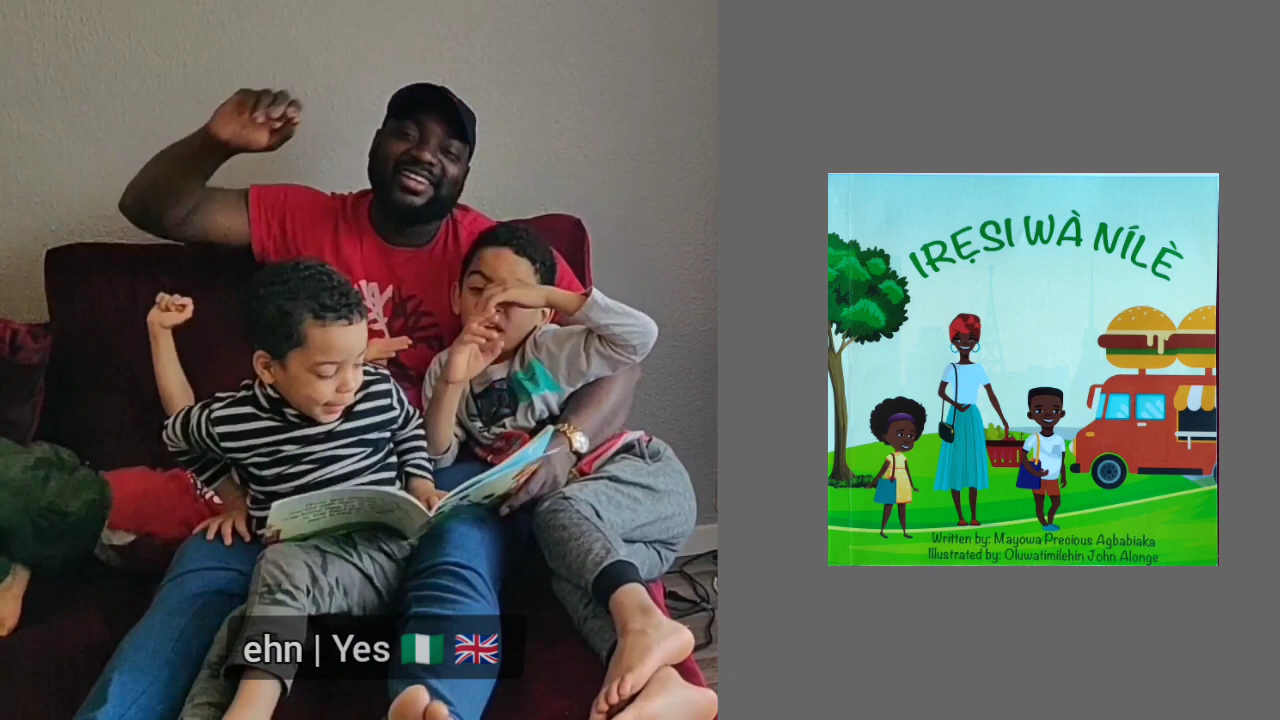 ehn | Yes 🇳🇬 🇬🇧
IRẸSI WÀ NÍLÈ
Written by: Mayowa Precious Agbabiaka
Illustrated by: Oluwatimilehin John Alonge